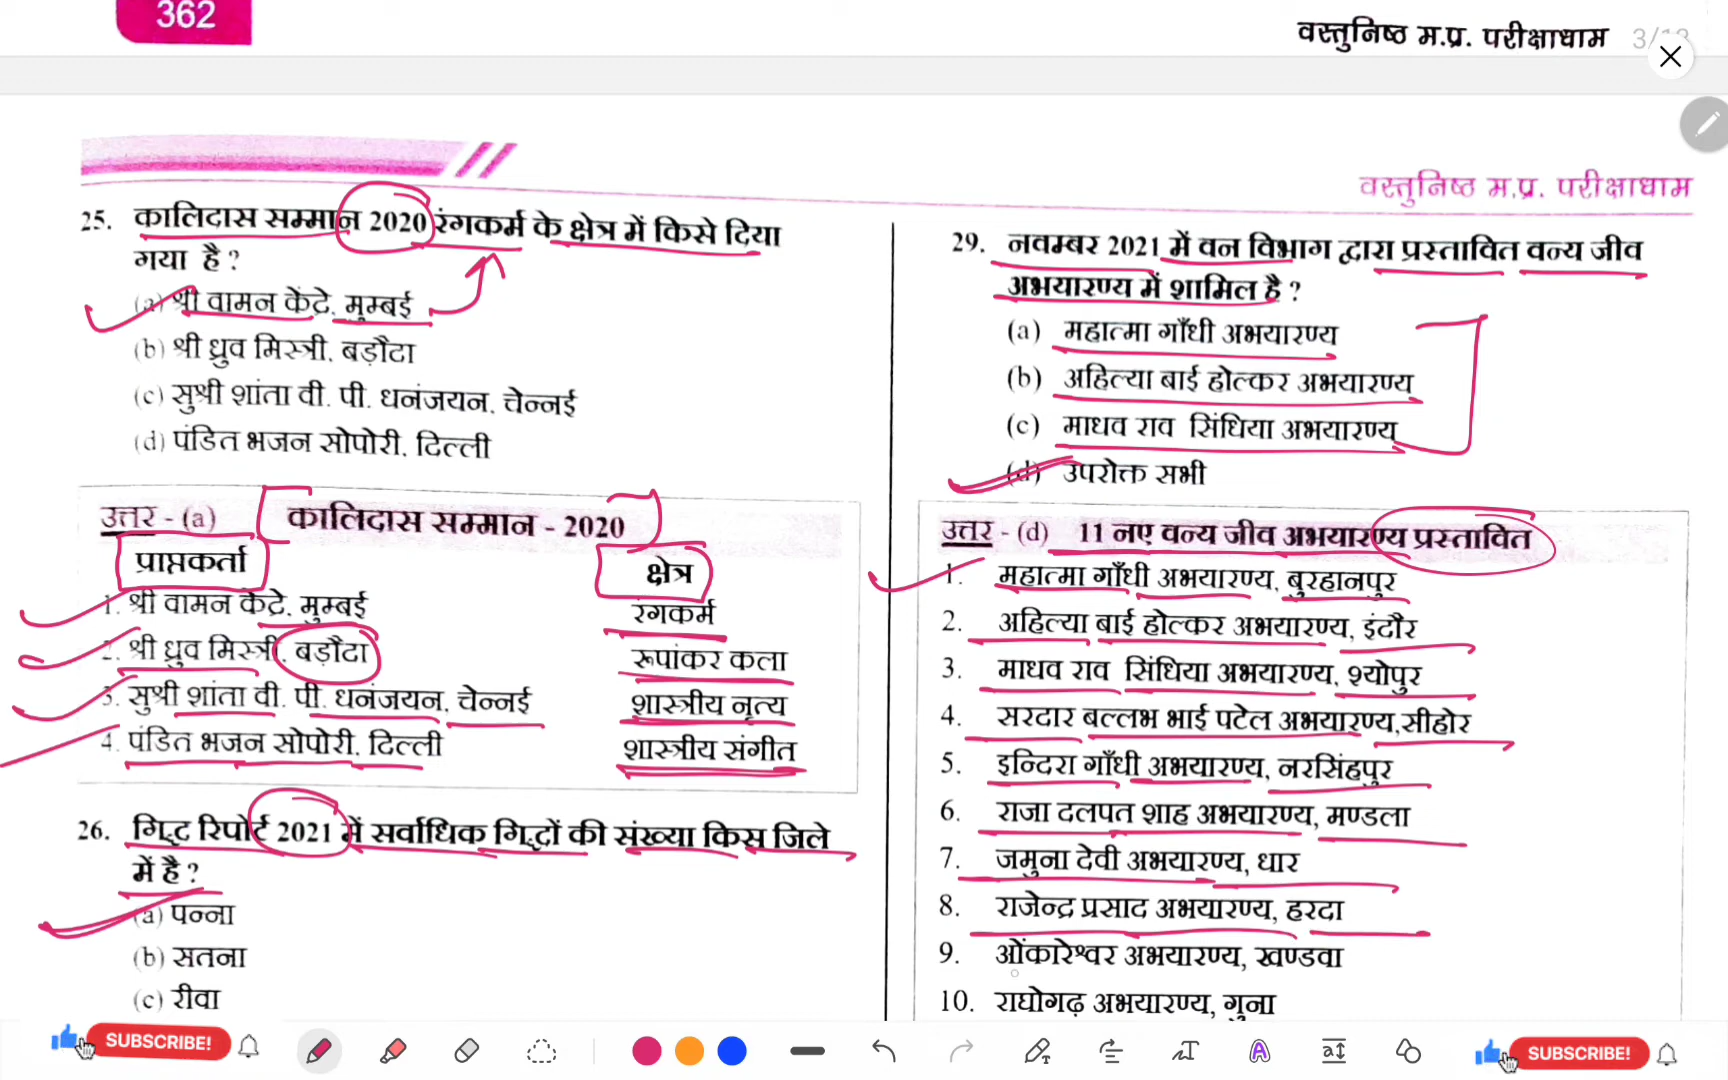 362
वस्तुनिष्ठ म.प्र. परीक्षाधाम
वस्तुनिष्ठ म.प्र. परीक्षाधाम
25. कालिदास सम्मान 2020 रंगकर्म के क्षेत्र में किसे दिया
गया है ?
(a) श्री वामन केंद्रे, मुम्बई
(b) श्री ध्रुव मिस्त्री, बड़ौदा
(c) सुश्री शांता वी. पी. धनंजयन, चेन्नई
(d) पंडित भजन सोपोरी, दिल्ली
उत्तर - (a) कालिदास सम्मान - 2020
प्राप्तकर्ता क्षेत्र
1. श्री वामन केंद्रे, मुम्बई रंगकर्म
2. श्री ध्रुव मिस्त्री, बड़ौदा रूपांकर कला
3. सुश्री शांता वी. पी. धनंजयन, चेन्नई शास्त्रीय नृत्य
4. पंडित भजन सोपोरी, दिल्ली शास्त्रीय संगीत
26. गिद्ध रिपोर्ट 2021 में सर्वाधिक गिद्धों की संख्या किस जिले
में है ?
(a) पन्ना
(b) सतना
(c) रीवा
29. नवम्बर 2021 में वन विभाग द्वारा प्रस्तावित वन्य जीव
अभयारण्य में शामिल है ?
(a) महात्मा गाँधी अभयारण्य
(b) अहिल्या बाई होल्कर अभयारण्य
(c) माधव राव सिंधिया अभयारण्य
(d) उपरोक्त सभी
उत्तर - (d) 11 नए वन्य जीव अभयारण्य प्रस्तावित
1. महात्मा गाँधी अभयारण्य, बुरहानपुर
2. अहिल्या बाई होल्कर अभयारण्य, इंदौर
3. माधव राव सिंधिया अभयारण्य, श्योपुर
4. सरदार बल्लभ भाई पटेल अभयारण्य,सीहोर
5. इन्दिरा गाँधी अभयारण्य, नरसिंहपुर
6. राजा दलपत शाह अभयारण्य, मण्डला
7. जमुना देवी अभयारण्य, धार
8. राजेन्द्र प्रसाद अभयारण्य, हरदा
9. ओंकारेश्वर अभयारण्य, खण्डवा
10. राघोगढ़ अभयारण्य, गुना
SUBSCRIBE!
SUBSCRIBE!